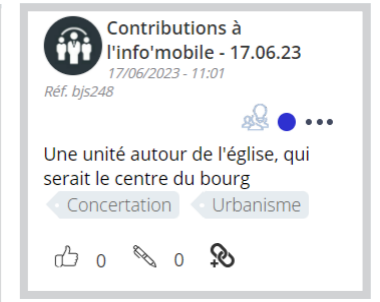 Contributions à
l'info'mobile - 17.06.23
17/06/2023 - 11:01
Réf. bjs248
Une unité autour de l'église, qui
serait le centre du bourg
Concertation Urbanisme
0 0